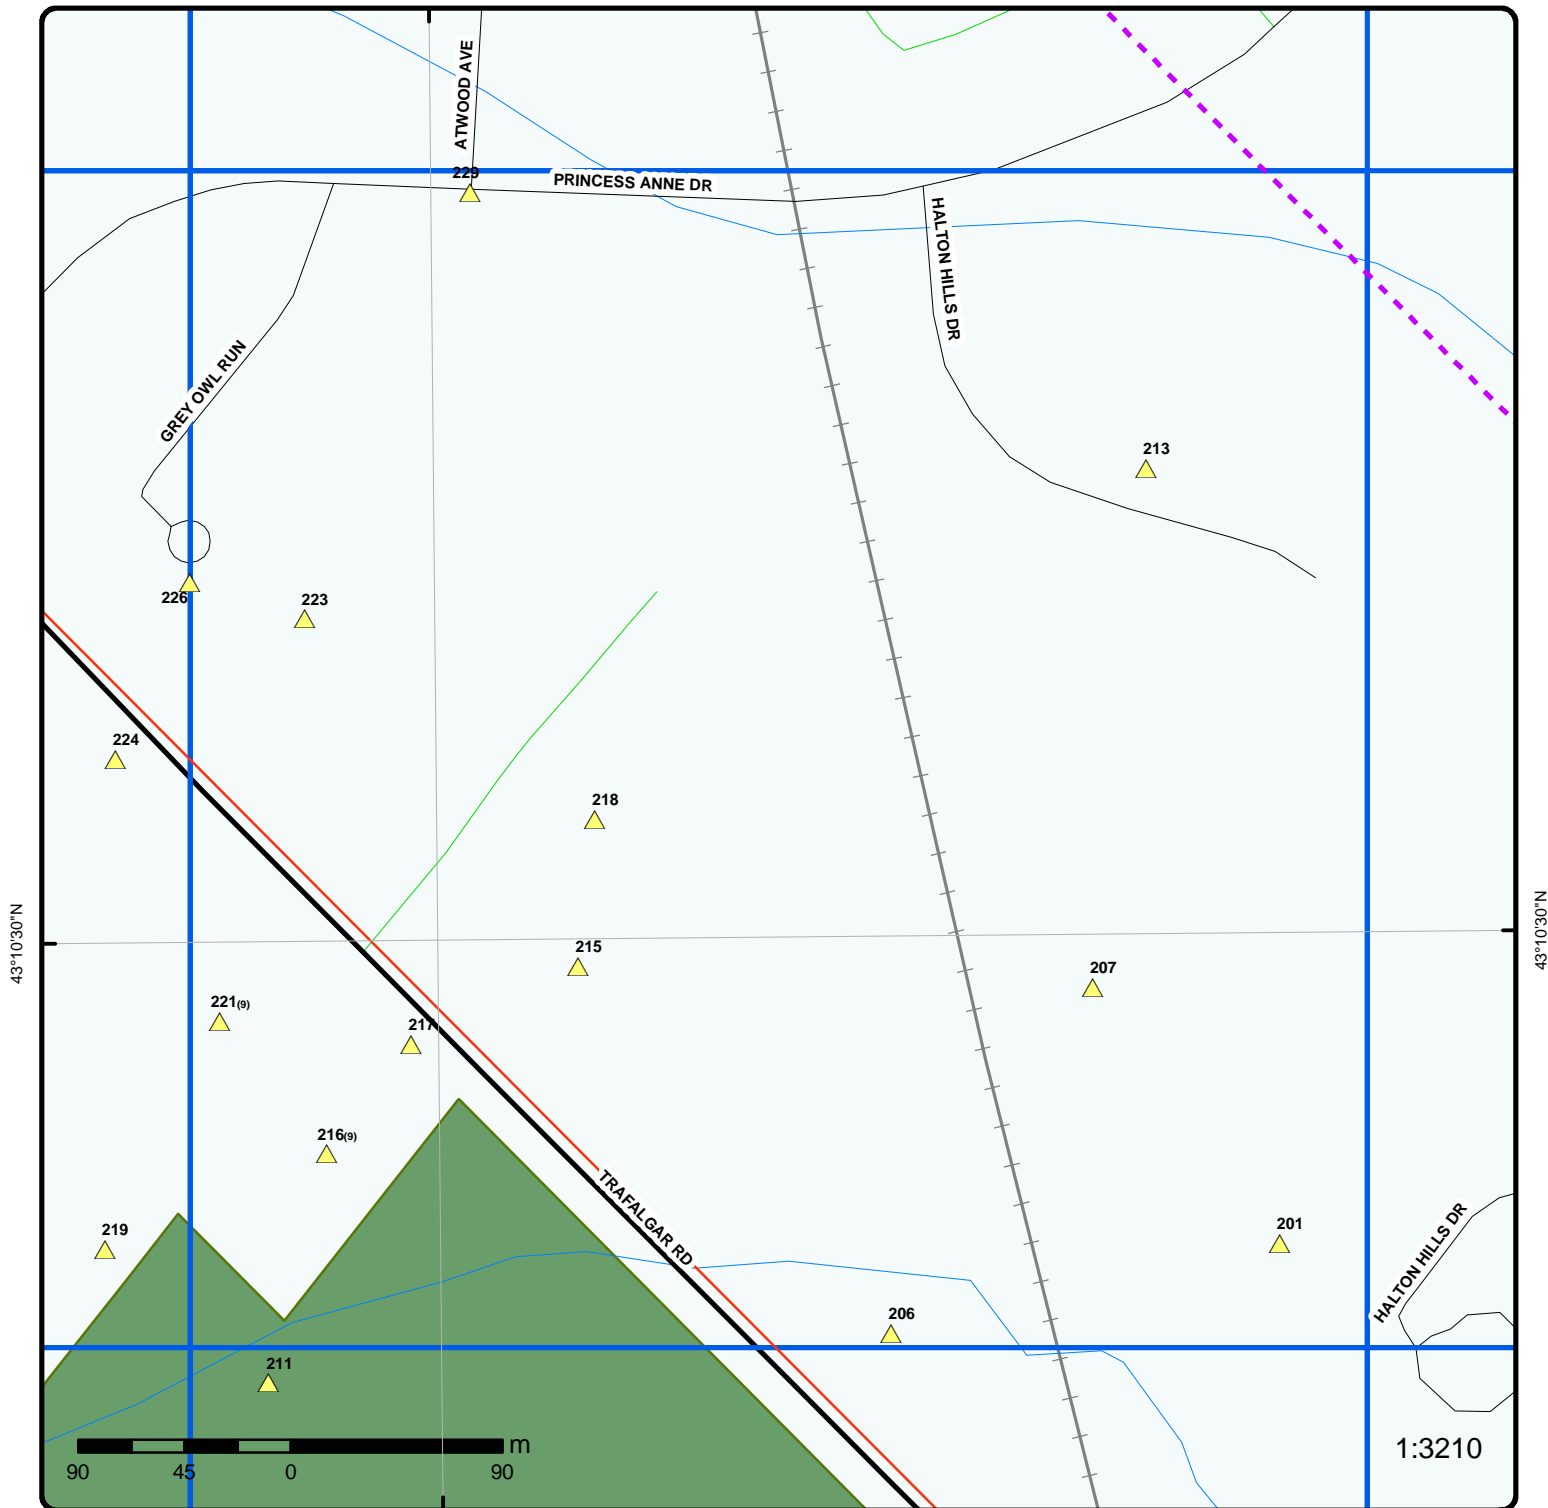 ATWOOD AVE
229
PRINCESS ANNE DR
HALTON HILLS DR
GREY OWL RUN
213
226
223
224
218
43°10'30"N
43°10'30"N
215
207
221(9)
217
216(9)
TRAFALGAR RD
219
201
HALTON HILLS DR
206
211
m
90 45 0 90
1:3210